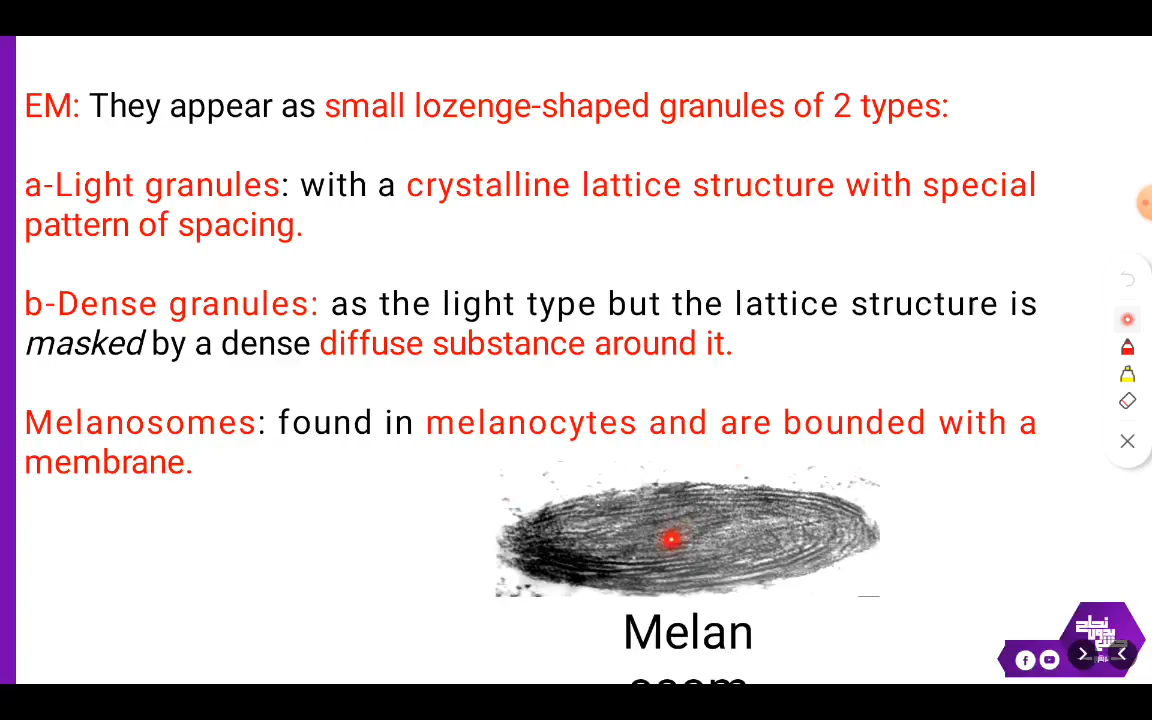 EM: They appear as small lozenge-shaped granules of 2 types:
a-Light granules: with a crystalline lattice structure with special
pattern of spacing.
b-Dense granules: as the light type but the lattice structure is
masked by a dense diffuse substance around it.
Melanosomes: found in melanocytes and are bounded with a
membrane.
Melan